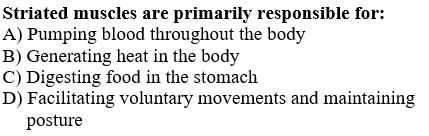 Striated muscles are primarily responsible for:
A) Pumping blood throughout the body
B) Generating heat in the body
C) Digesting food in the stomach
D) Facilitating voluntary movements and maintaining
posture